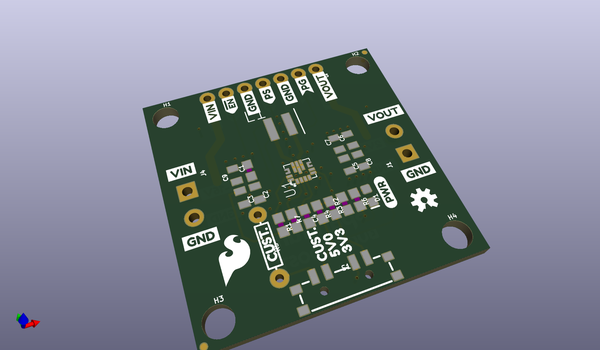 H1
H2
VIN
EN
GND
PS
GND
PG
VOUT
VOUT
J1
GND
VIN
GND
U1
PWR
CUST.
CUST.
5V0
3V3
H3
H4